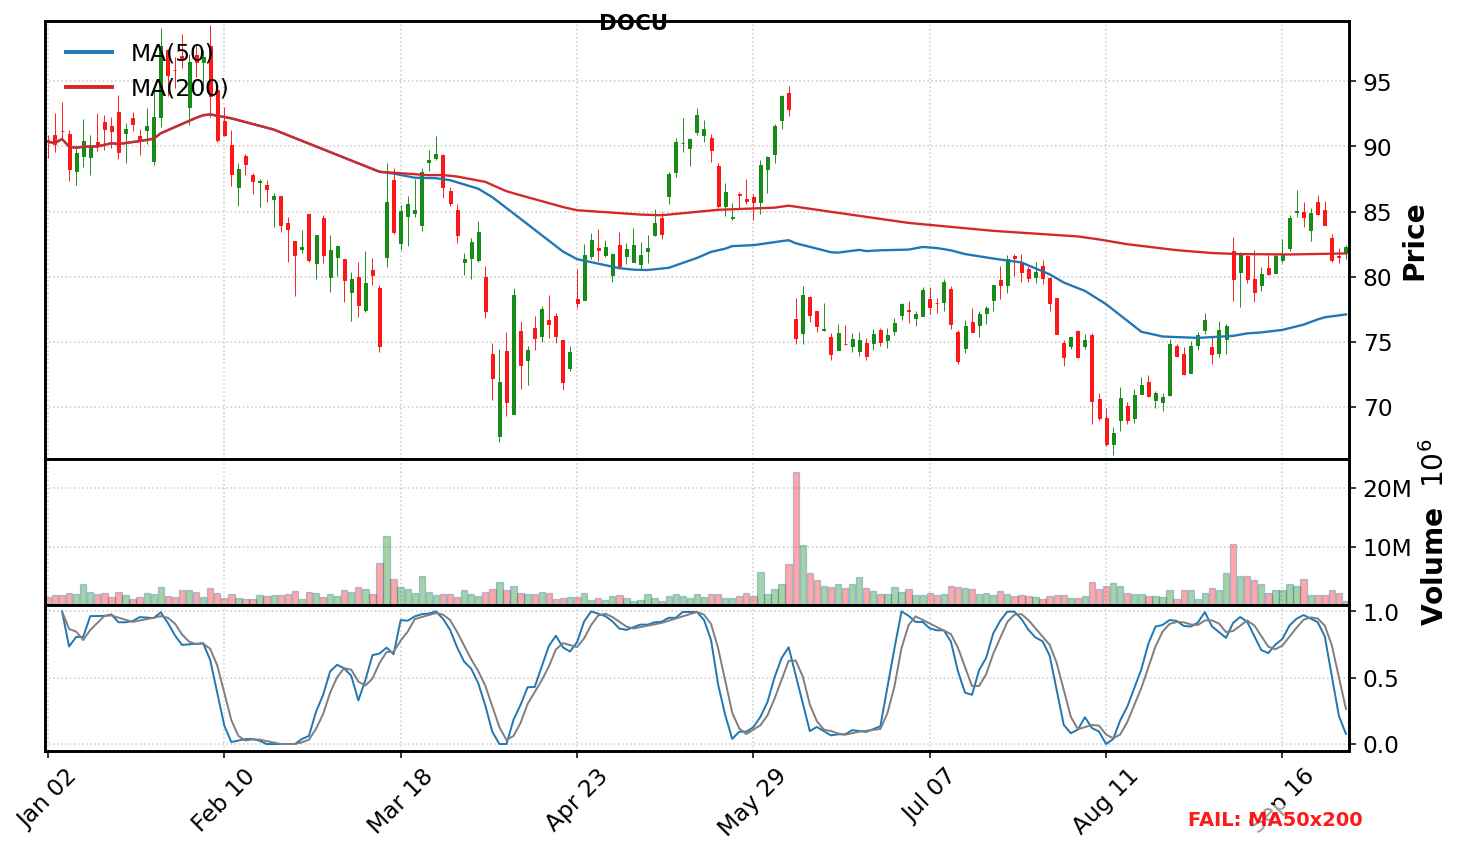 DOCU
MA(50)
MA(200)
95
90
85
80
75
70
Price
20M
10M
Volume 10^6
1.0
0.5
0.0
Jan 02
Feb 10
Mar 18
Apr 23
May 29
Jul 07
Aug 11
Sep 16
FAIL: MA50x200